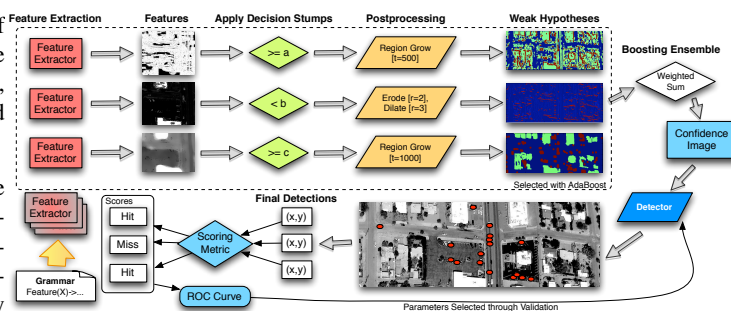 Feature Extraction
Features
Apply Decision Stumps
Postprocessing
Weak Hypotheses
of
e
,
d
e
-
-
-
y
Feature
Extractor
>= a
Region Grow
[t=500]
Boosting Ensemble
Feature
Extractor
< b
Erode [r=2],
Dilate [r=3]
Weighted
Sum
Feature
Extractor
>= c
Region Grow
[t=1000]
Confidence
Image
Selected with AdaBoost
Feature
Extractor
Scores
Hit
Miss
Hit
Scoring
Metric
Final Detections
(x,y)
(x,y)
(x,y)
Detector
Grammar
Feature(X)->...
ROC Curve
Parameters Selected through Validation